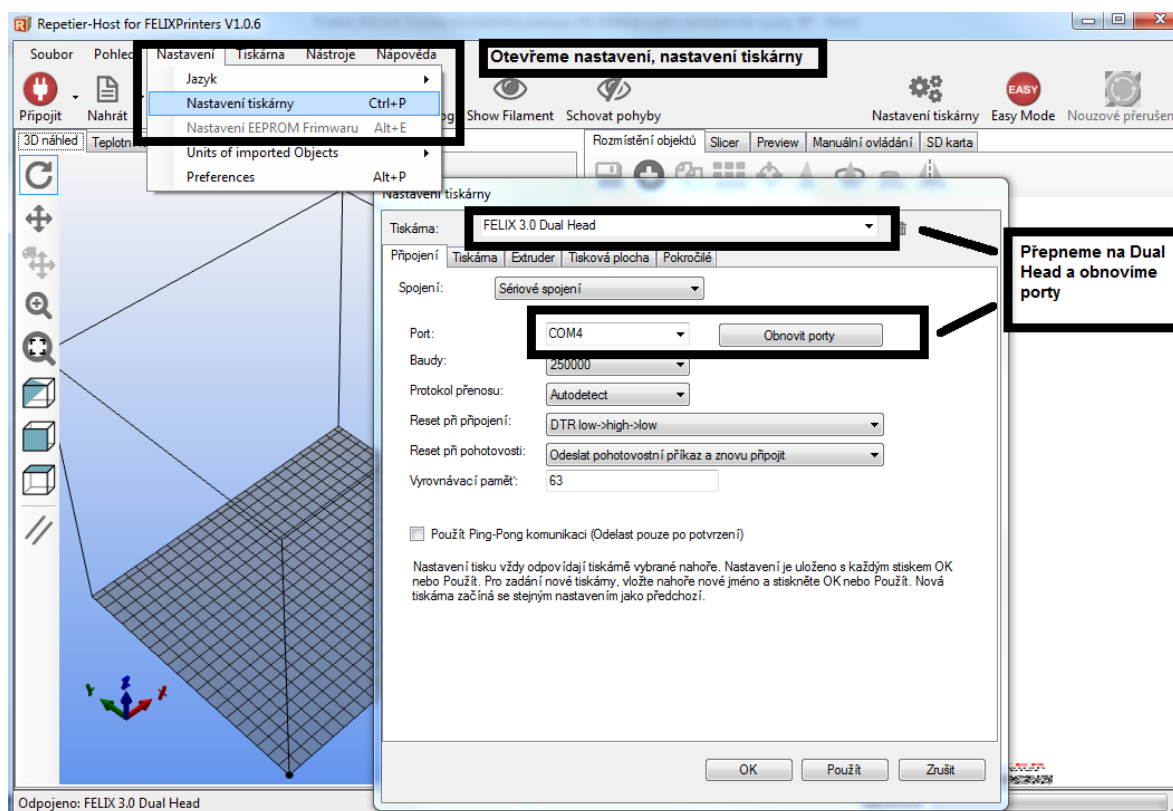 Repetier-Host for FELIXPrinters V1.0.6
Soubor Pohled Nastavení Tiskárna Nástroje Nápověda
Otevřeme nastavení, nastavení tiskárny
Jazyk
Nastavení tiskárny Ctrl+P
Nastavení EEPROM Frimwaru Alt+E
Units of imported Objects
Preferences Alt+P
Připojit Nahrát Show Filament Schovat pohyby Nastavení tiskárny EASY Easy Mode Nouzové přerušen
3D náhled Teplotn Rozmístění objektů Slicer Preview Manuální ovládání SD karta
Nastavení tiskárny
Tiskárna: FELIX 3.0 Dual Head
Přepneme na Dual
Head a obnovíme
porty
Připojení Tiskárna Extruder Tisková plocha Pokročilé
Spojení: Sériové spojení
Port: COM4 Obnovit porty
Baudy: 250000
Protokol přenosu: Autodetect
Reset při připojení: DTR low->high->low
Reset při pohotovosti: Odeslat pohotovostní příkaz a znovu připojit
Vyrovnávací paměť: 63
Použít Ping-Pong komunikaci (Odelast pouze po potvrzení)
Nastavení tisku vždy odpovídají tiskárně vybrané nahoře. Nastavení je uloženo s každým stiskem OK
nebo Použít. Pro zadání nové tiskárny, vložte nahoře nové jméno a stiskněte OK nebo Použít. Nová
tiskárna začíná se stejným nastavením jako předchozí.
Y Z X
OK Použít Zrušit
Odpojeno: FELIX 3.0 Dual Head